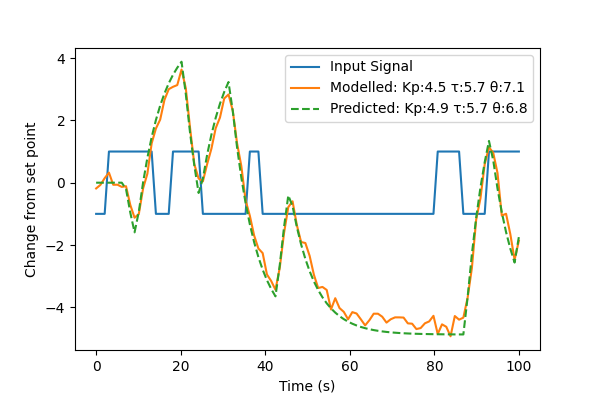 Input Signal
Modelled: Kp:4.5 τ:5.7 θ:7.1
Predicted: Kp:4.9 τ:5.7 θ:6.8
Change from set point
4
2
0
−2
−4
0 20 40 60 80 100
Time (s)